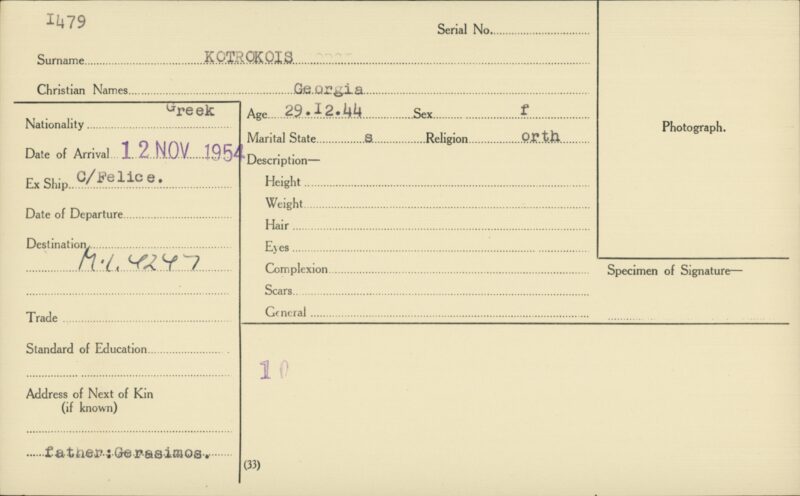 I479
Serial No.
Surname KOTROKOIS
Christian Names Georgia
Nationality Greek
Date of Arrival 12 NOV 1954
Ex Ship C/Felice.
Date of Departure
Destination
M.I. 4247
Trade
Standard of Education
Address of Next of Kin
(if known)
father:Gerasimos.
Age 29.I2.44 Sex f
Marital State s Religion orth
Description—
Height
Weight
Hair
Eyes
Complexion
Scars
General
10
(33)
Photograph.
Specimen of Signature—